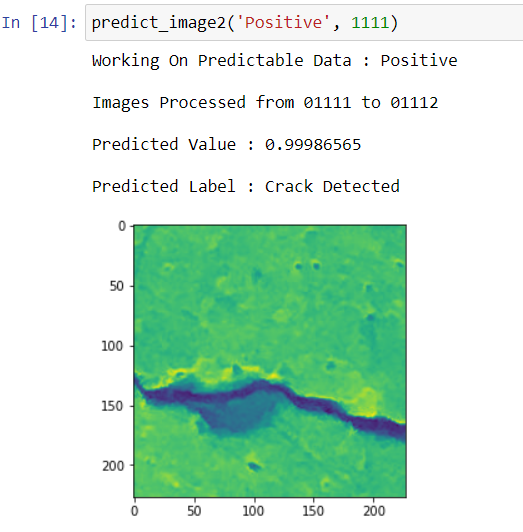 In [14]: predict_image2('Positive', 1111)
Working On Predictable Data : Positive
Images Processed from 01111 to 01112
Predicted Value : 0.99986565
Predicted Label : Crack Detected
0
50
100
150
200
0 50 100 150 200